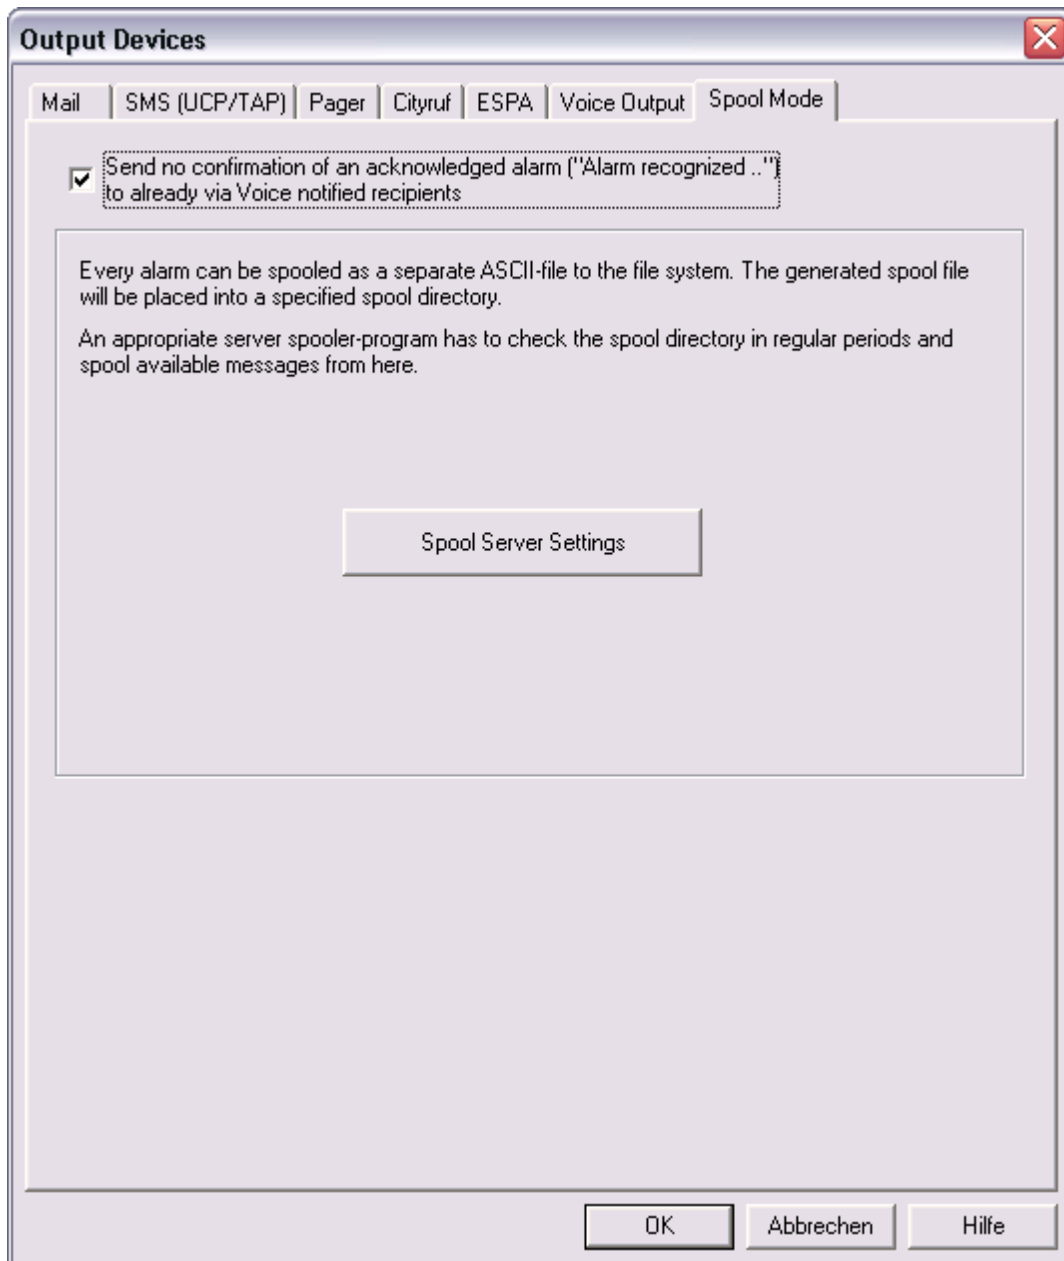 Output Devices
Mail
SMS (UCP/TAP)
Pager
Cityruf
ESPA
Voice Output
Spool Mode
Send no confirmation of an acknowledged alarm ("Alarm recognized ..")
to already via Voice notified recipients
Every alarm can be spooled as a separate ASCII-file to the file system. The generated spool file
will be placed into a specified spool directory.
An appropriate server spooler-program has to check the spool directory in regular periods and
spool available messages from here.
Spool Server Settings
OK
Abbrechen
Hilfe